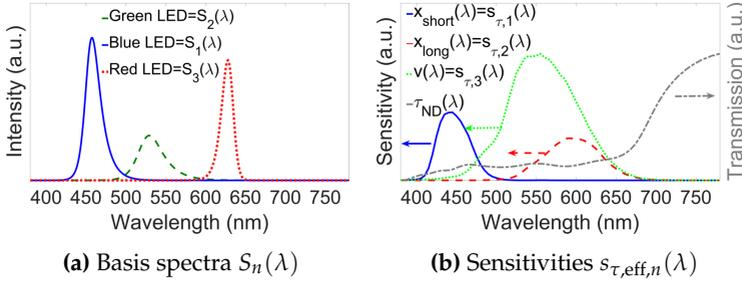 Intensity (a.u.)
Green LED=S₂(λ)
Blue LED=S₁(λ)
Red LED=S₃(λ)
400 450 500 550 600 650 700 750
Wavelength (nm)
(a) Basis spectra Sₙ(λ)
Sensitivity (a.u.)
x_short(λ)=s_τ,1(λ)
x_long(λ)=s_τ,2(λ)
v(λ)=s_τ,3(λ)
τ_ND(λ)
Transmission (a.u.)
400 450 500 550 600 650 700 750
Wavelength (nm)
(b) Sensitivities s_τ,eff,n(λ)